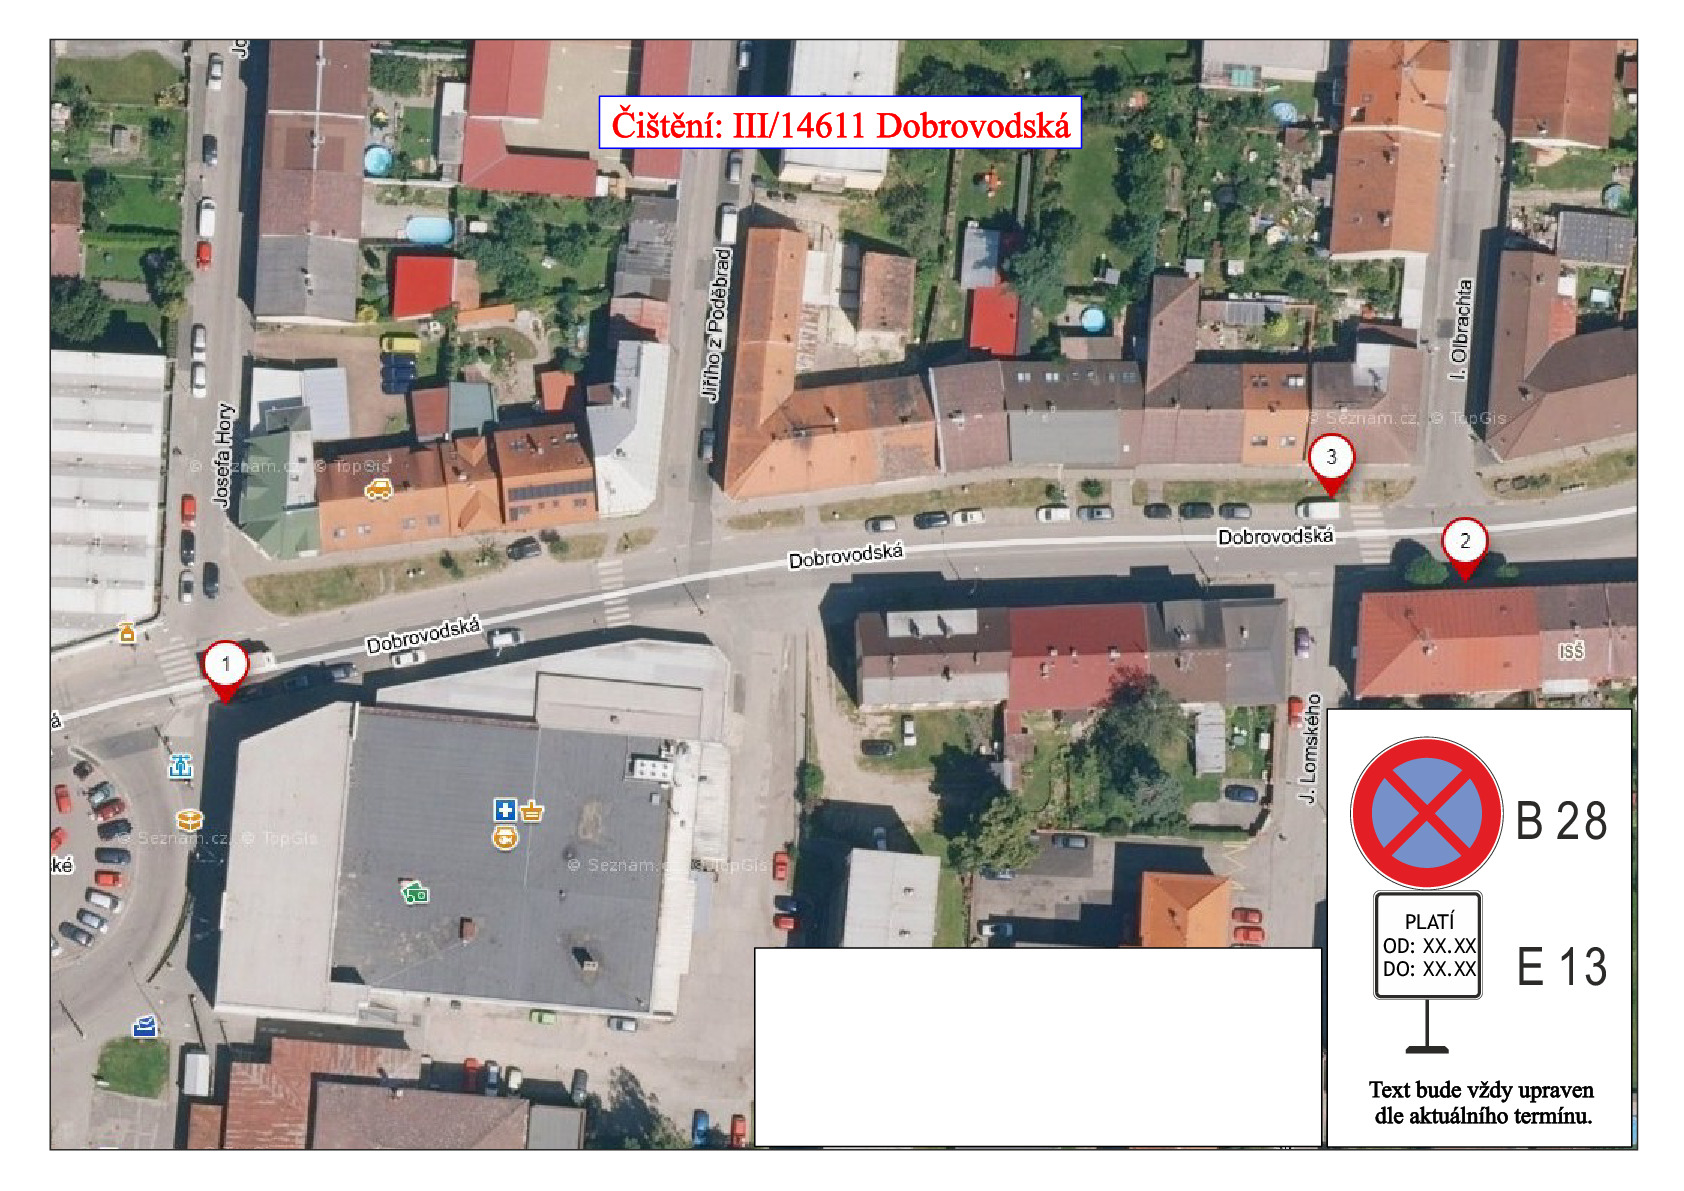 Jo
Čištění: III/14611 Dobrovodská
Jiřího z Poděbrad
I. Olbrachta
Josefa Hory
© Seznam.cz, © TopGis
© Seznam.cz, © TopGis
3
Dobrovodská
Dobrovodská
2
Dobrovodská
1
ISŠ
á
J. Lomského
B 28
© Seznam.cz, © TopGis
© Seznam.cz, © TopGis
ké
PLATÍ
OD: XX.XX
DO: XX.XX
E 13
Text bude vždy upraven
dle aktuálního termínu.